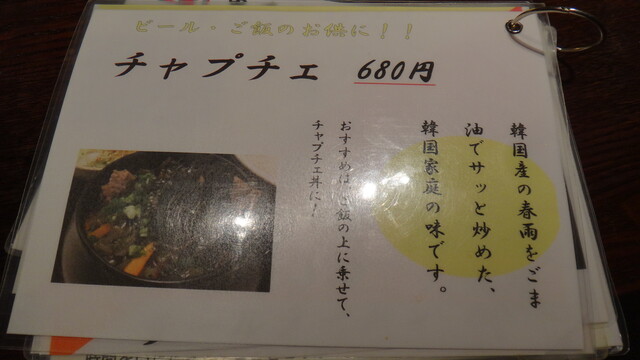 ビール・ご飯のお供に！！
チャプチェ 680円
韓国産の春雨をごま
油でサッと炒めた、
韓国家庭の味です。
おすすめは、ご飯の上に乗せて、
チャプチェ丼に！